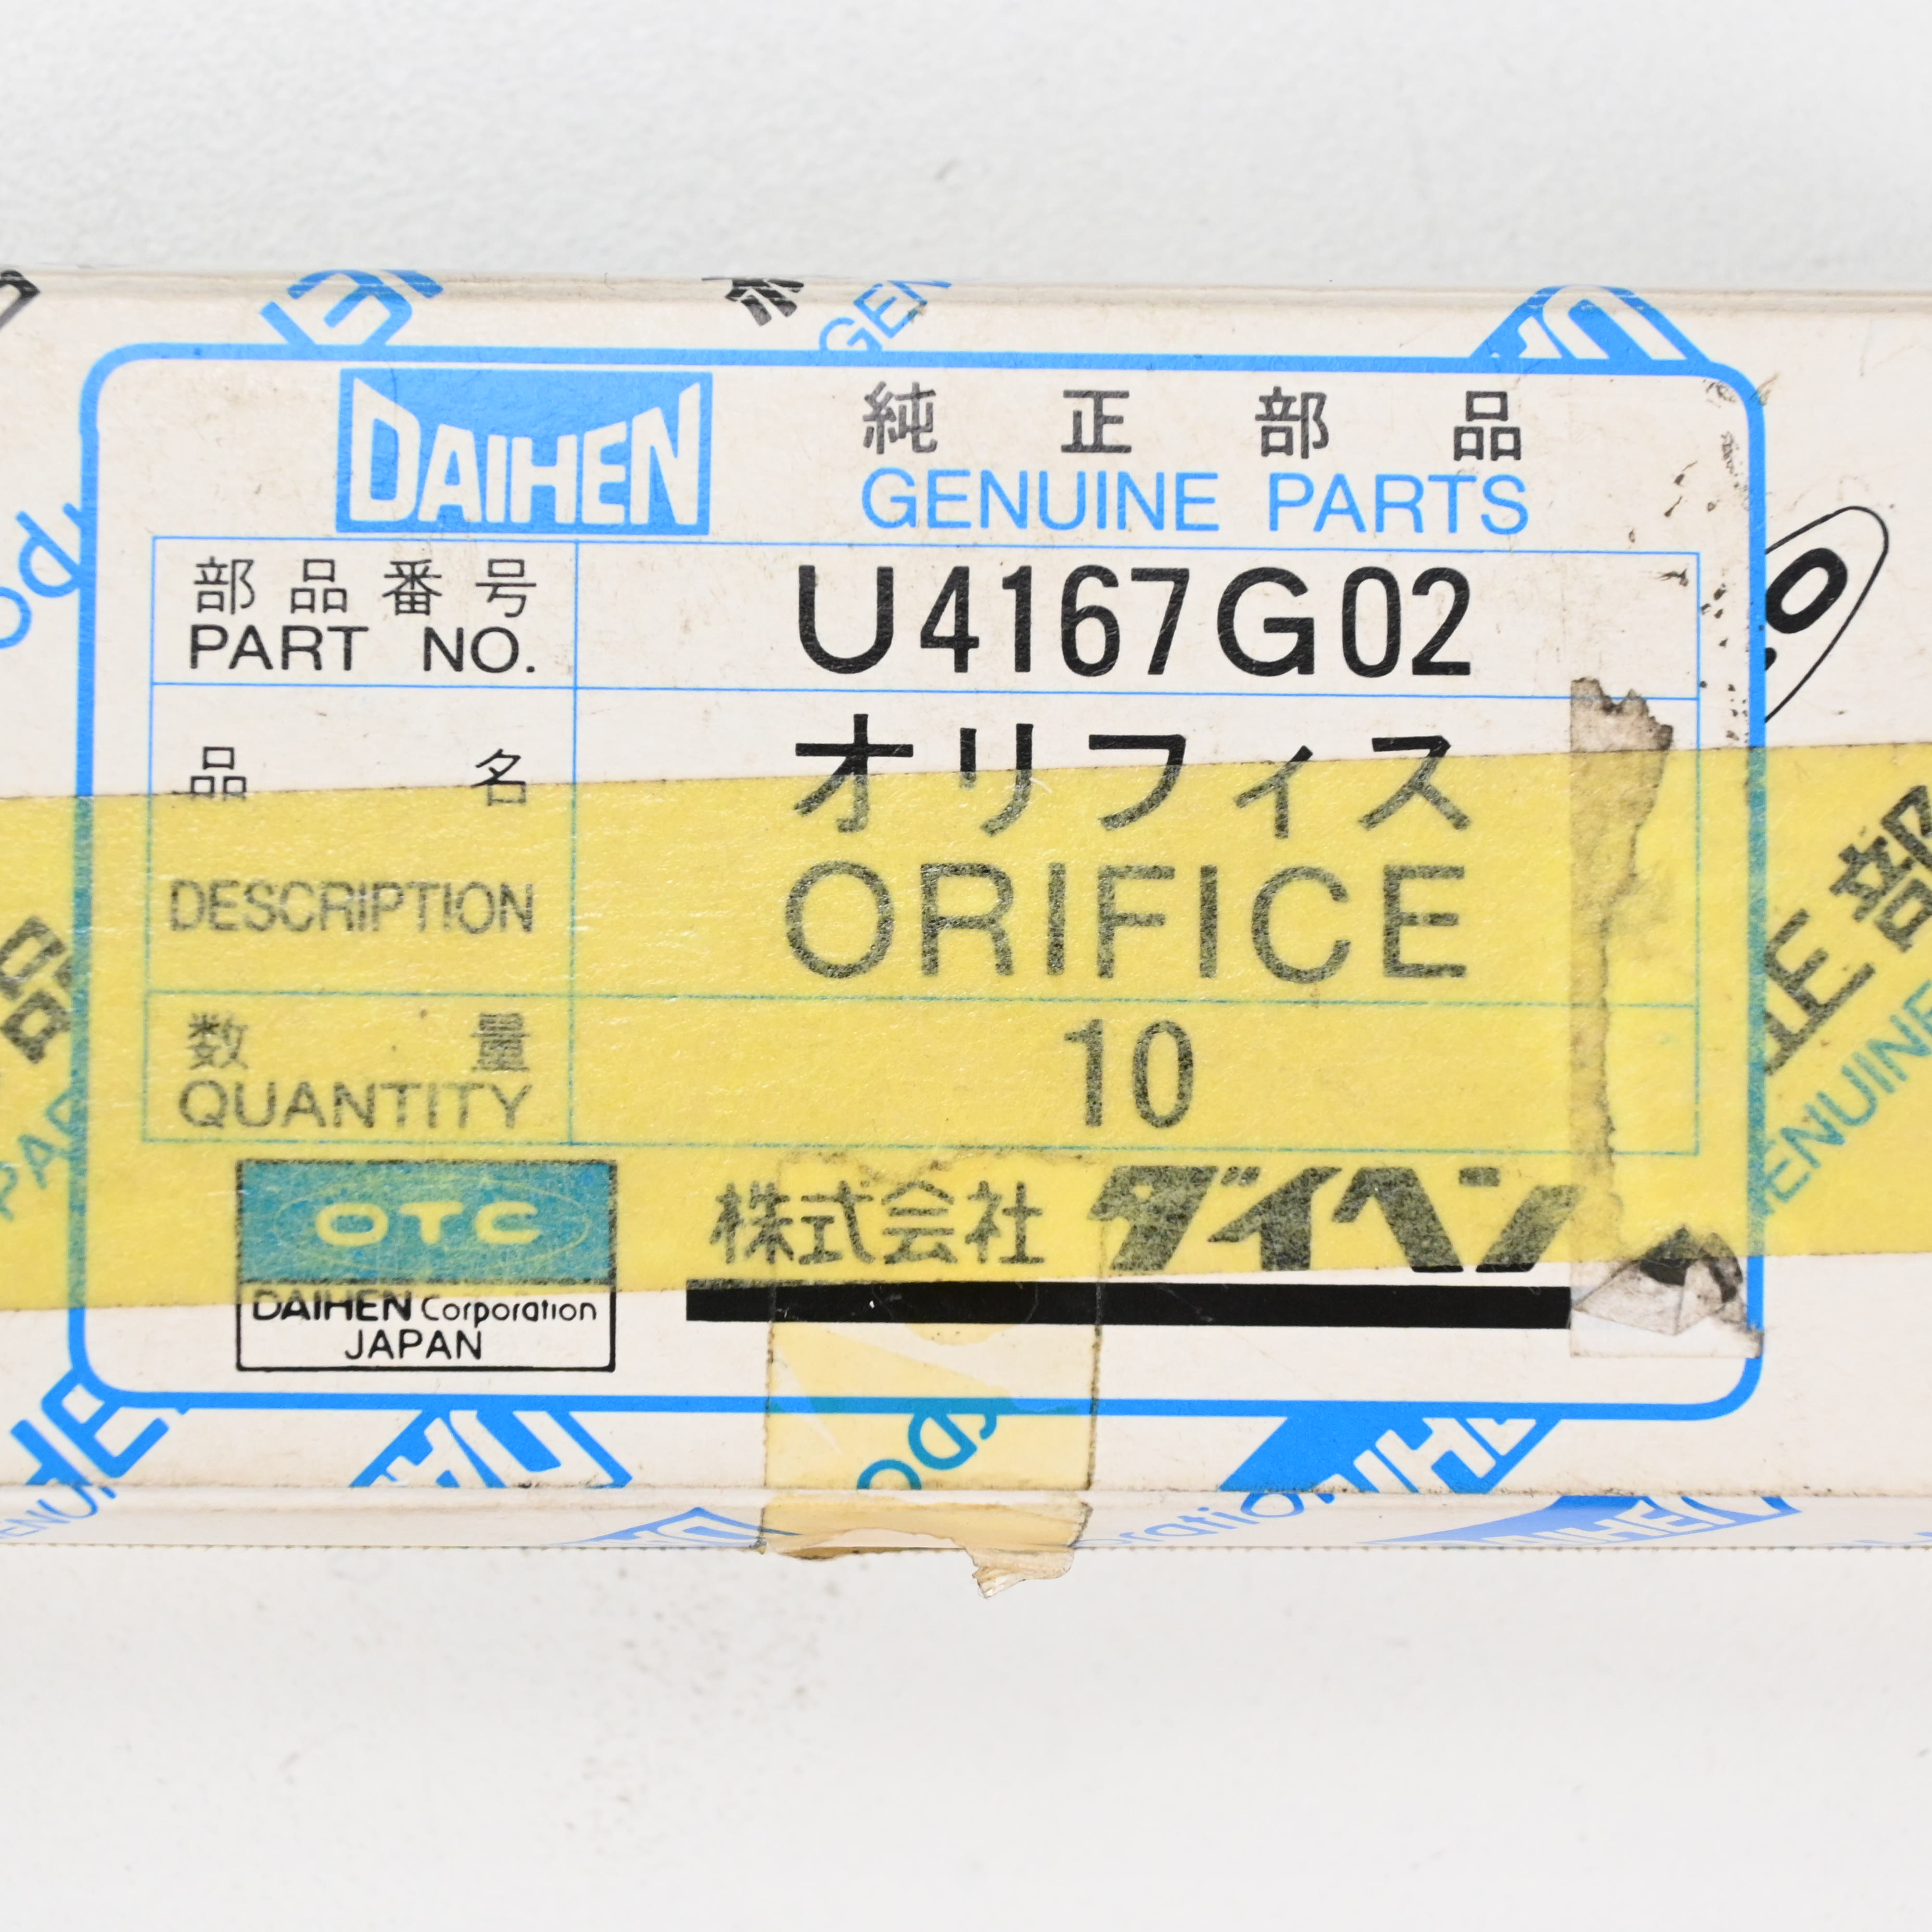 DAIHEN
純正部品
GENUINE PARTS
部品番号
PART NO.
U4167G02
品名
DESCRIPTION
オリフィス
ORIFICE
数量
QUANTITY
10
OTC
DAIHEN Corporation
JAPAN
株式会社 ダイヘン
GENUINE